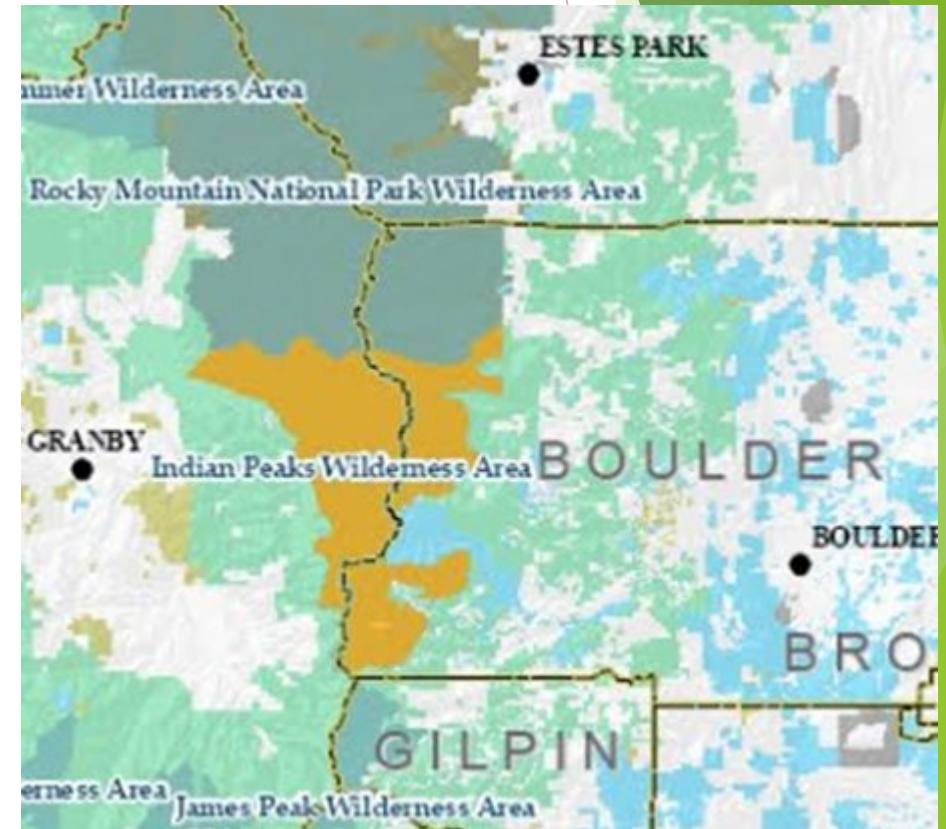 ESTES PARK
mmer Wilderness Area
Rocky Mountain National Park Wilderness Area
GRANBY
Indian Peaks Wilderness Area
BOULDER
BOULDER
BRO
GILPIN
erness Area
James Peak Wilderness Area